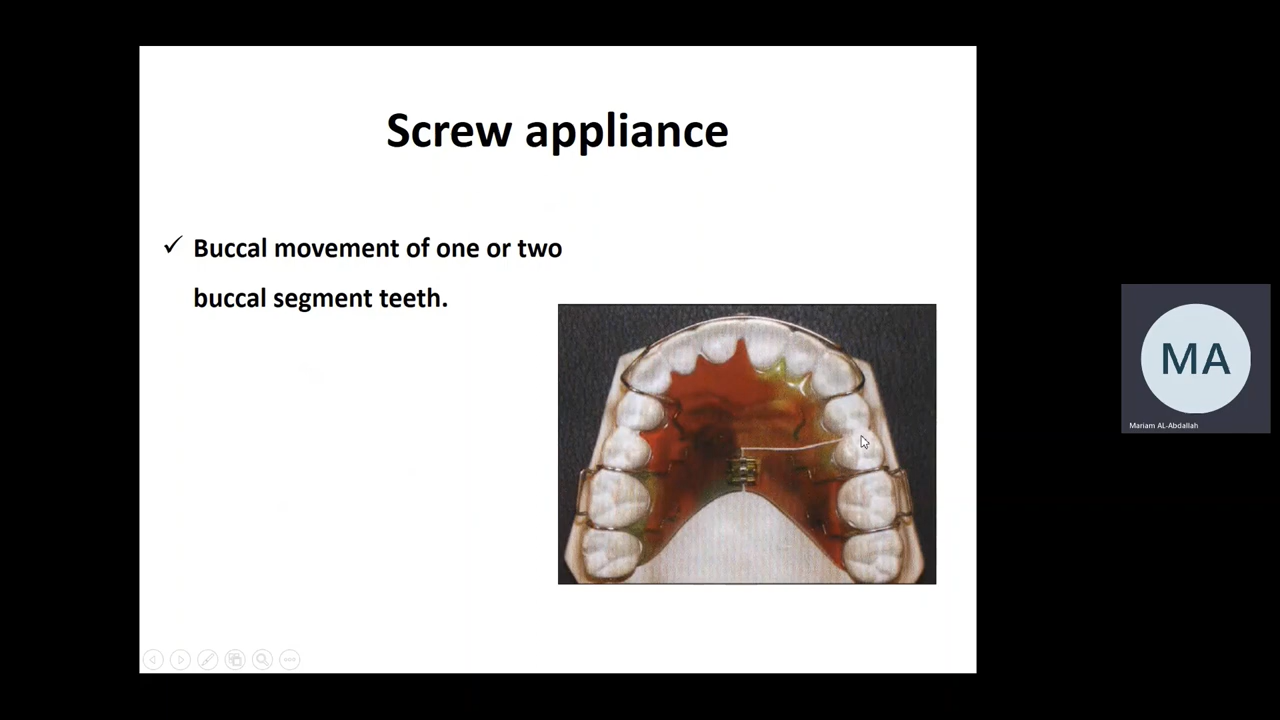 Screw appliance
✓ Buccal movement of one or two
buccal segment teeth.
MA
Mariam AL-Abdallah